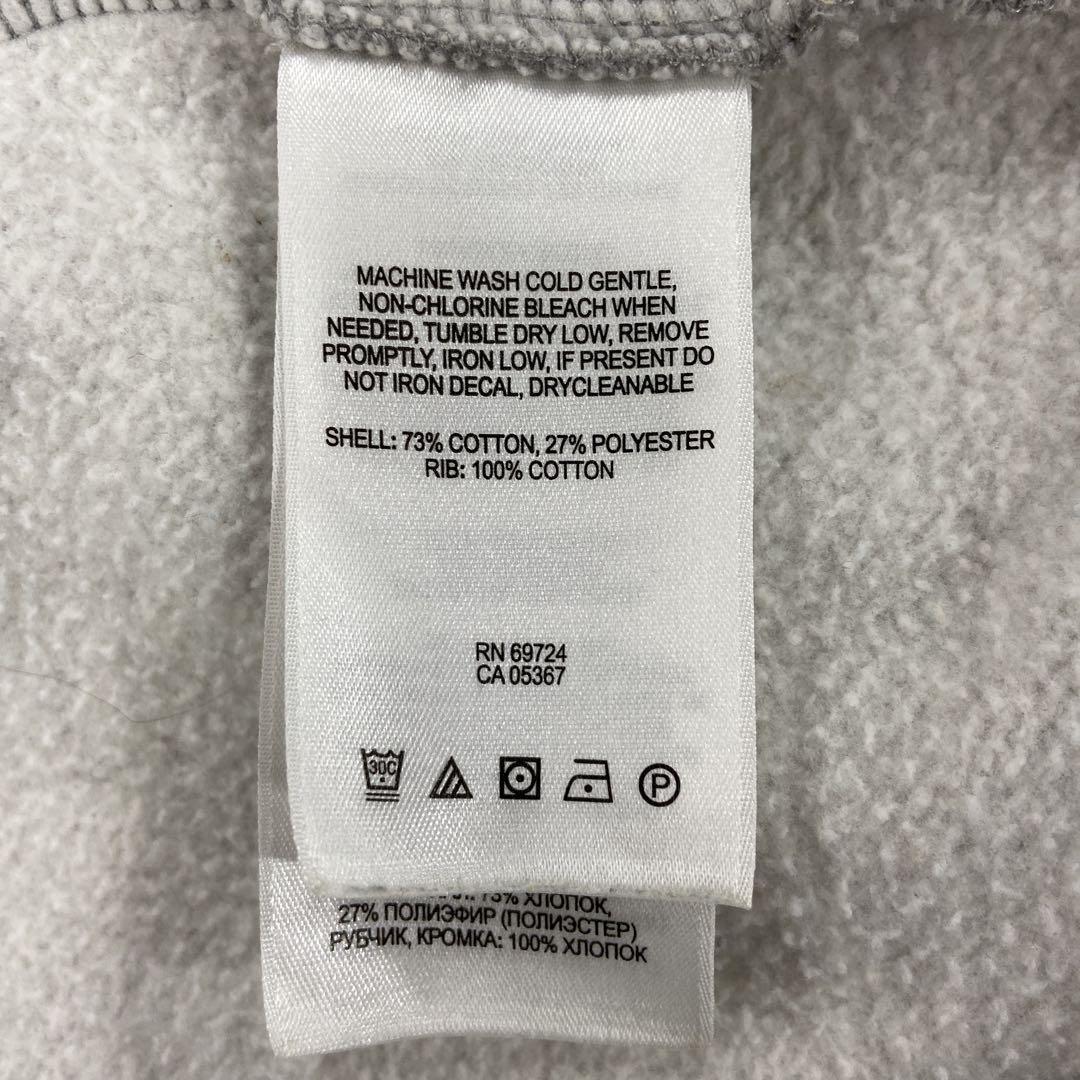 MACHINE WASH COLD GENTLE,
NON-CHLORINE BLEACH WHEN
NEEDED, TUMBLE DRY LOW, REMOVE
PROMPTLY, IRON LOW, IF PRESENT DO
NOT IRON DECAL, DRYCLEANABLE
SHELL: 73% COTTON, 27% POLYESTER
RIB: 100% COTTON
RN 69724
CA 05367
30C
P
73% ХЛОПОК,
27% ПОЛИЭФИР (ПОЛИЭСТЕР)
РУБЧИК, КРОМКА: 100% ХЛОПОК